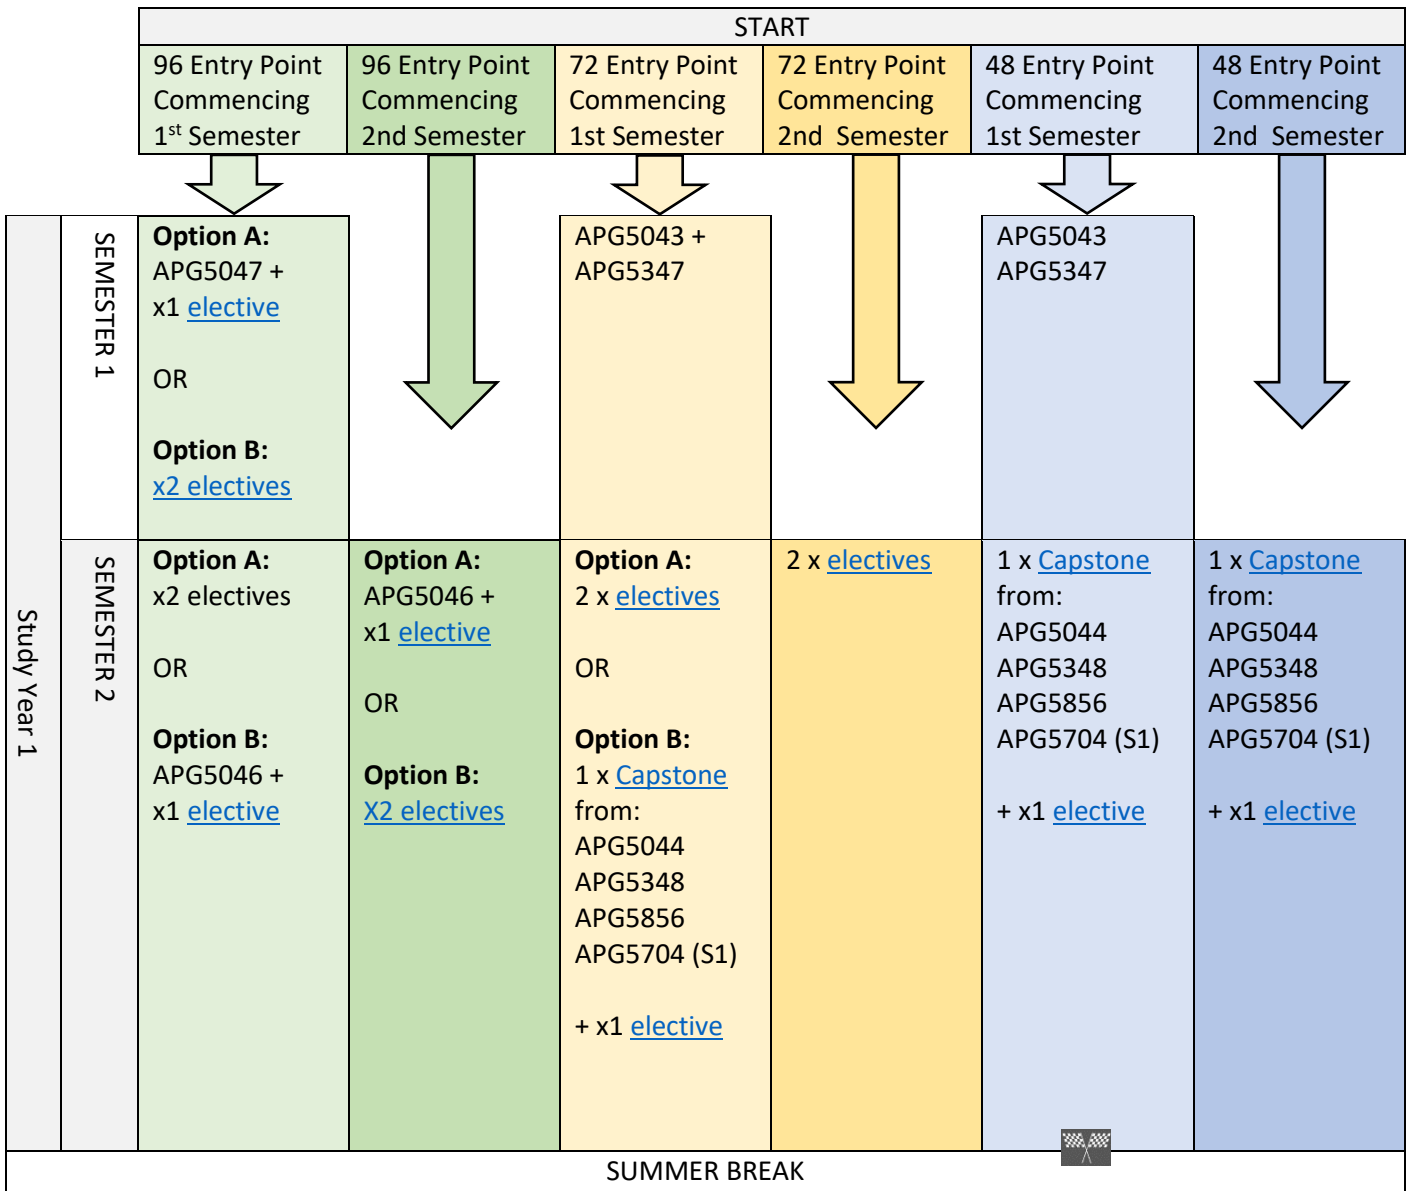 START
96 Entry Point
Commencing
1st Semester
96 Entry Point
Commencing
2nd Semester
72 Entry Point
Commencing
1st Semester
72 Entry Point
Commencing
2nd  Semester
48 Entry Point
Commencing
1st Semester
48 Entry Point
Commencing
2nd  Semester
Study Year 1
SEMESTER 1
Option A:
APG5047 +
x1 elective
OR
Option B:
x2 electives
APG5043 +
APG5347
APG5043
APG5347
SEMESTER 2
Option A:
x2 electives
OR
Option B:
APG5046 +
x1 elective
Option A:
APG5046 +
x1 elective
OR
Option B:
X2 electives
Option A:
2 x electives
OR
Option B:
1 x Capstone
from:
APG5044
APG5348
APG5856
APG5704 (S1)
+ x1 elective
2 x electives
1 x Capstone
from:
APG5044
APG5348
APG5856
APG5704 (S1)
+ x1 elective
1 x Capstone
from:
APG5044
APG5348
APG5856
APG5704 (S1)
+ x1 elective
SUMMER BREAK